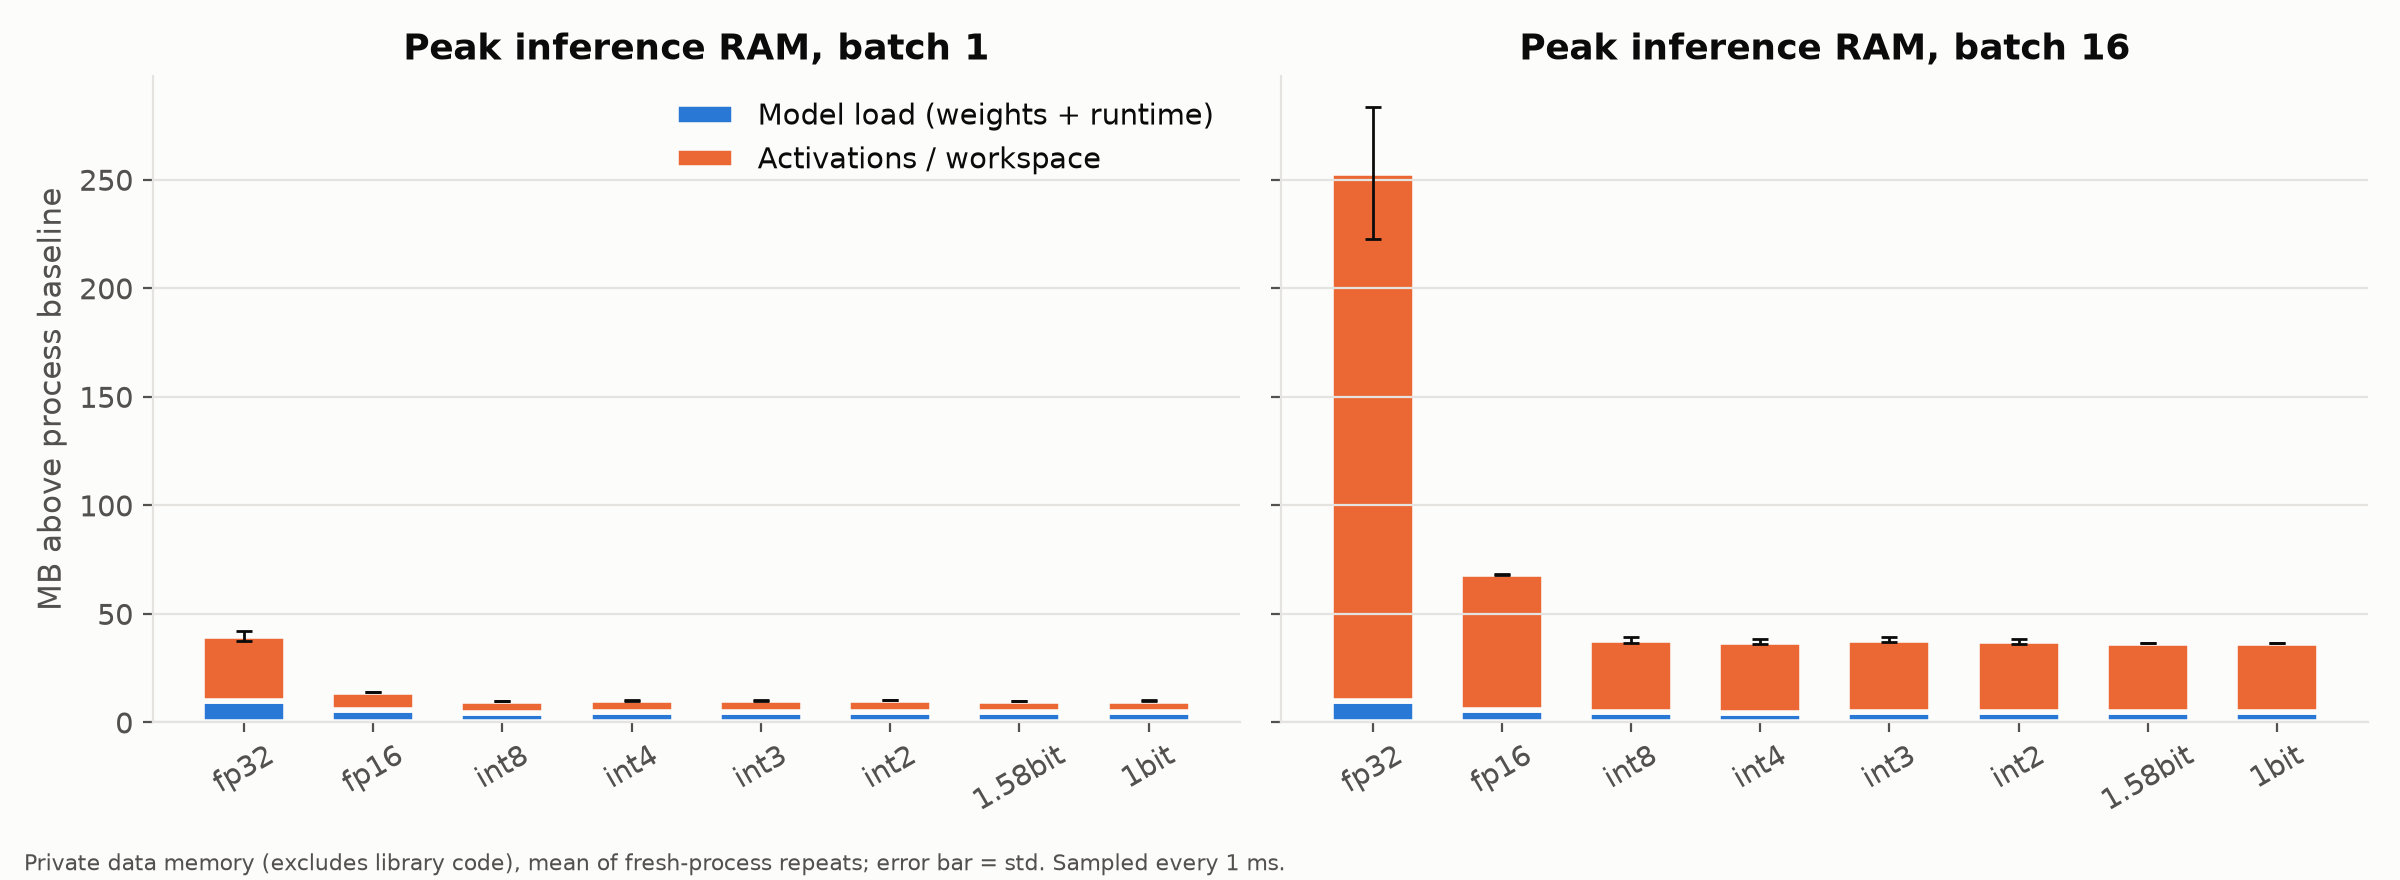 Peak inference RAM, batch 1
Model load (weights + runtime)
Activations / workspace
MB above process baseline
250
200
150
100
50
0
fp32
fp16
int8
int4
int3
int2
1.58bit
1bit
Peak inference RAM, batch 16
fp32
fp16
int8
int4
int3
int2
1.58bit
1bit
Private data memory (excludes library code), mean of fresh-process repeats; error bar = std. Sampled every 1 ms.